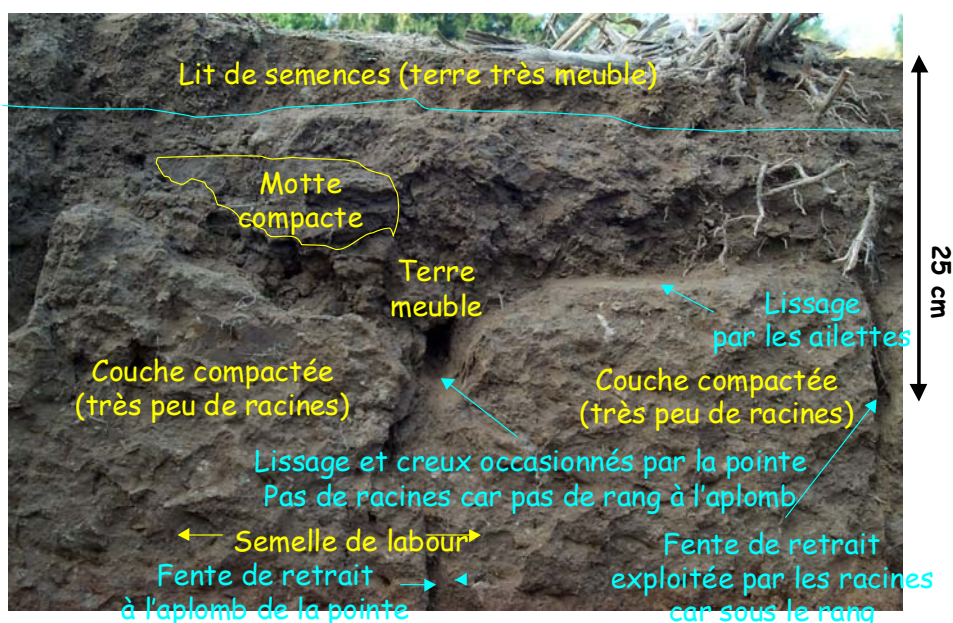 Lit de semences (terre très meuble)
Motte
compacte
Terre
meuble
25 cm
Lissage
par les ailettes
Couche compactée
(très peu de racines)
Couche compactée
(très peu de racines)
Lissage et creux occasionnés par la pointe
Pas de racines car pas de rang à l'aplomb
Semelle de labour
Fente de retrait
à l'aplomb de la pointe
Fente de retrait
exploitée par les racines
car sous le rang